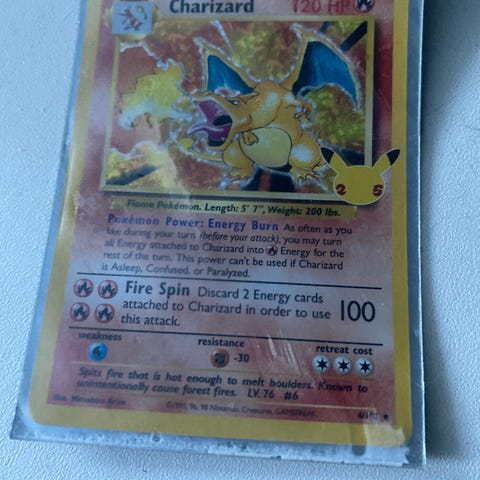 Charizard 120 HP
25
Flame Pokémon. Length: 5' 7", Weight: 200 lbs.
Pokémon Power: Energy Burn As often as you
like during your turn (before your attack), you may turn
all Energy attached to Charizard into Energy for the
rest of the turn. This power can't be used if Charizard
is Asleep, Confused, or Paralyzed.
Fire Spin Discard 2 Energy cards
attached to Charizard in order to use 100
this attack.
weakness resistance retreat cost
-30
Spits fire that is hot enough to melt boulders. Known to
unintentionally cause forest fires. LV. 76 #6
Illus. Mitsuhiro Arita ©1995, 96, 98 Nintendo, Creatures, GAMEFREAK. 4/102 ★